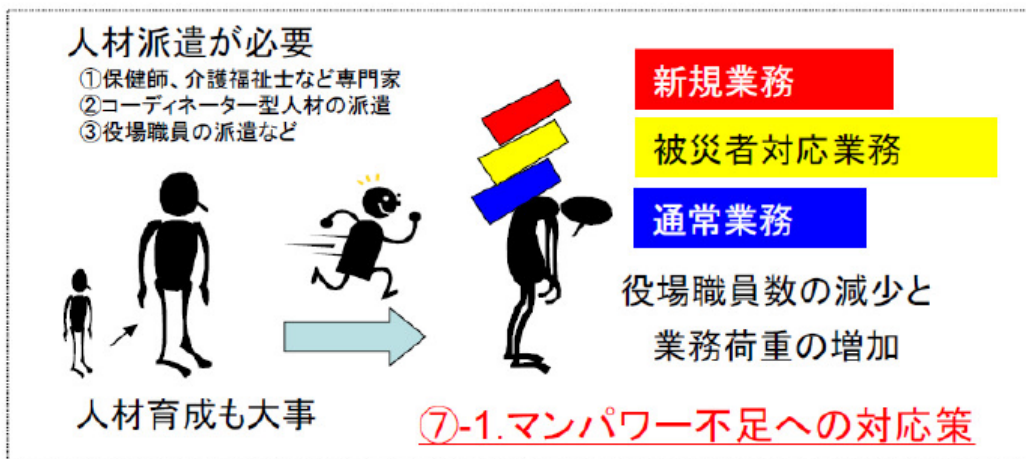 人材派遣が必要
①保健師、介護福祉士など専門家
②コーディネーター型人材の派遣
③役場職員の派遣など
新規業務
被災者対応業務
通常業務
役場職員数の減少と
業務荷重の増加
人材育成も大事
⑦-1.マンパワー不足への対応策